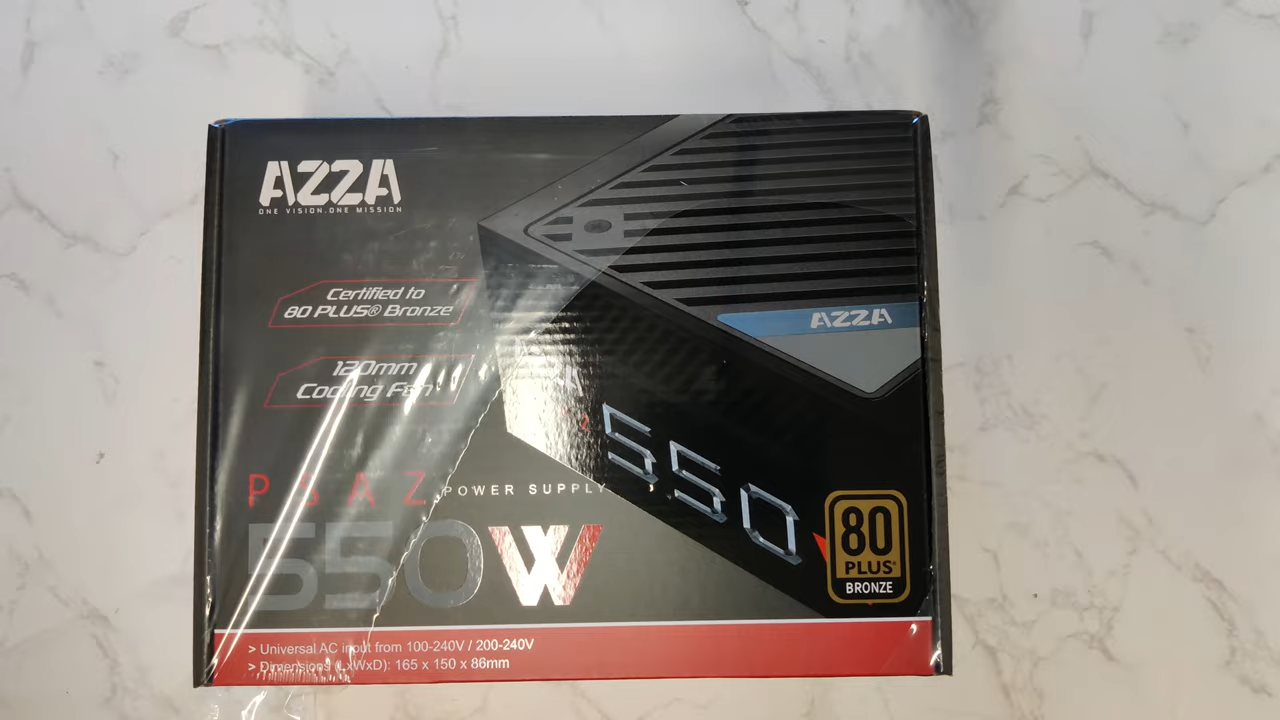 AZZA
ONE VISION.ONE MISSION
Certified to
80 PLUS® Bronze
120mm
Cooling Fan
PSAZ POWER SUPPLY
550W
AZZA
550
80
PLUS
BRONZE
> Universal AC input from 100-240V / 200-240V
> Dimensions (LxWxD): 165 x 150 x 86mm